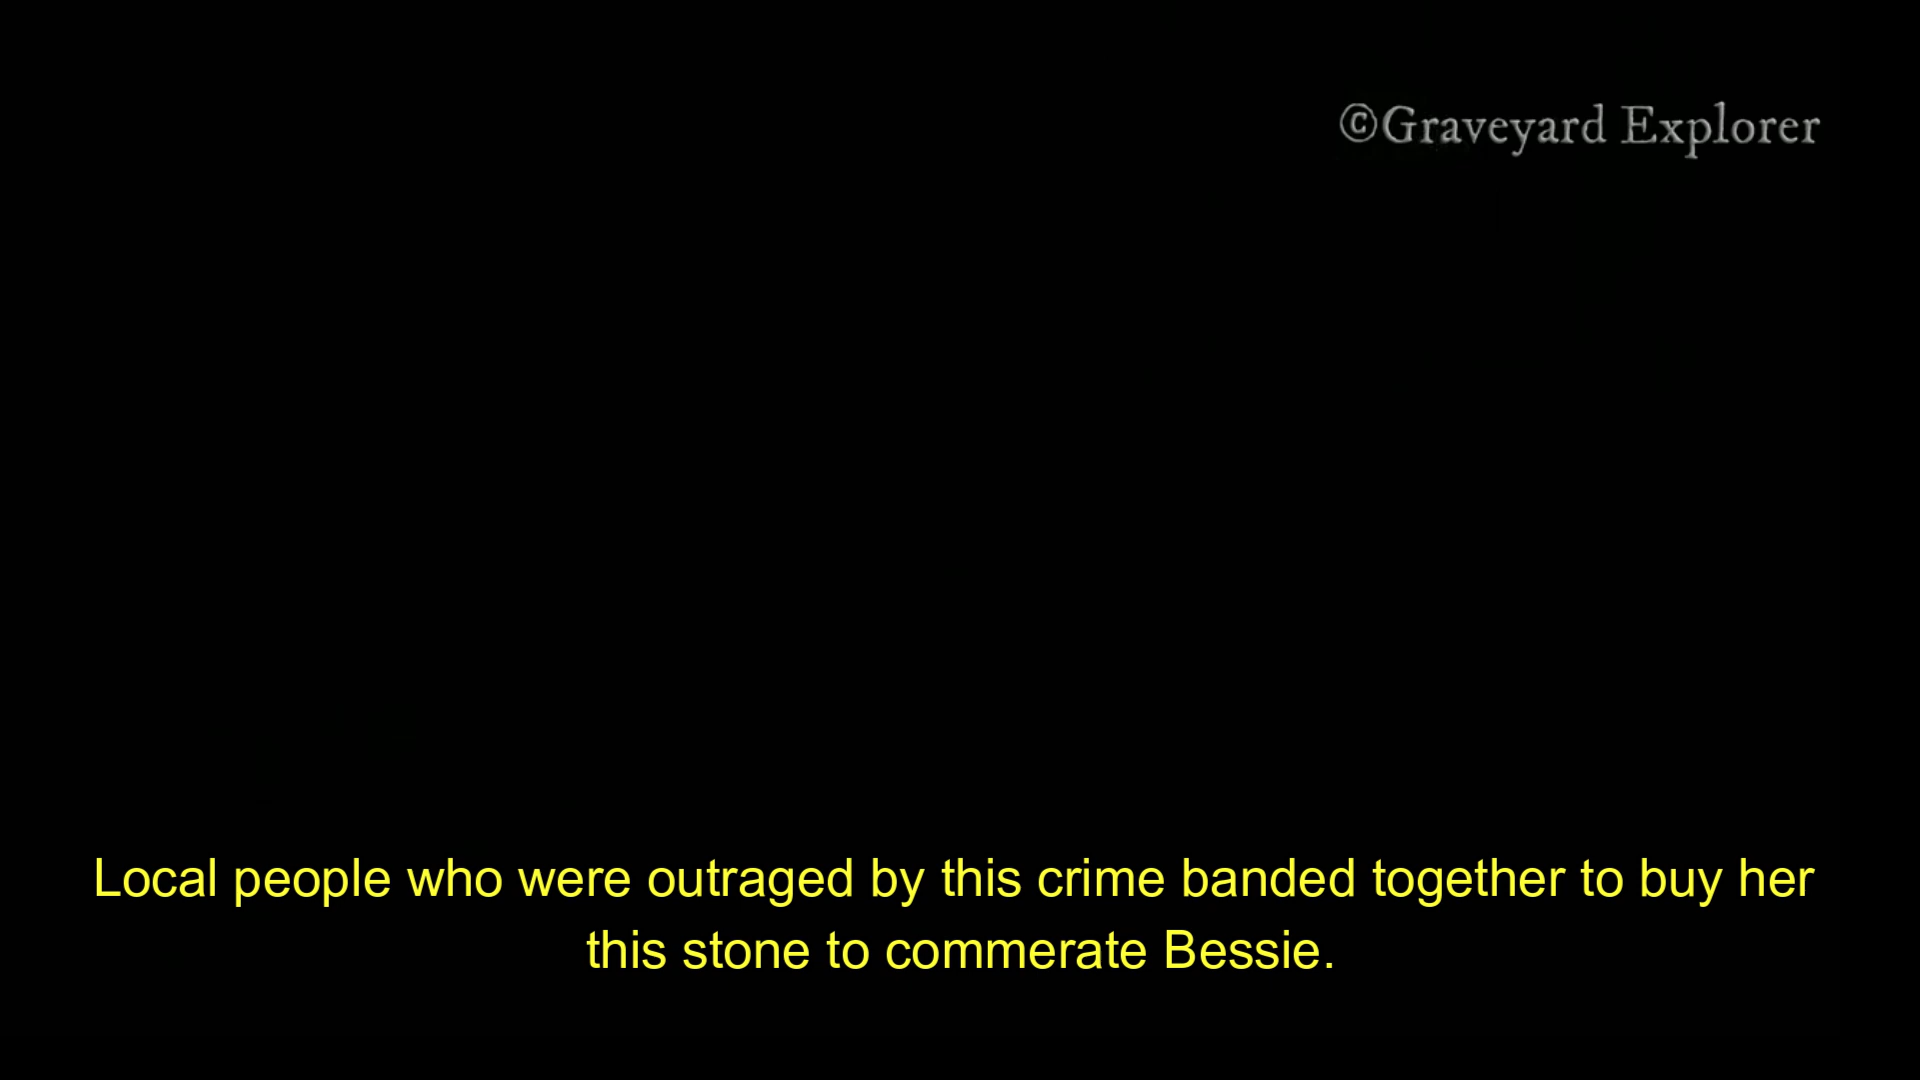 ©Graveyard Explorer
Local people who were outraged by this crime banded together to buy her
this stone to commerate Bessie.